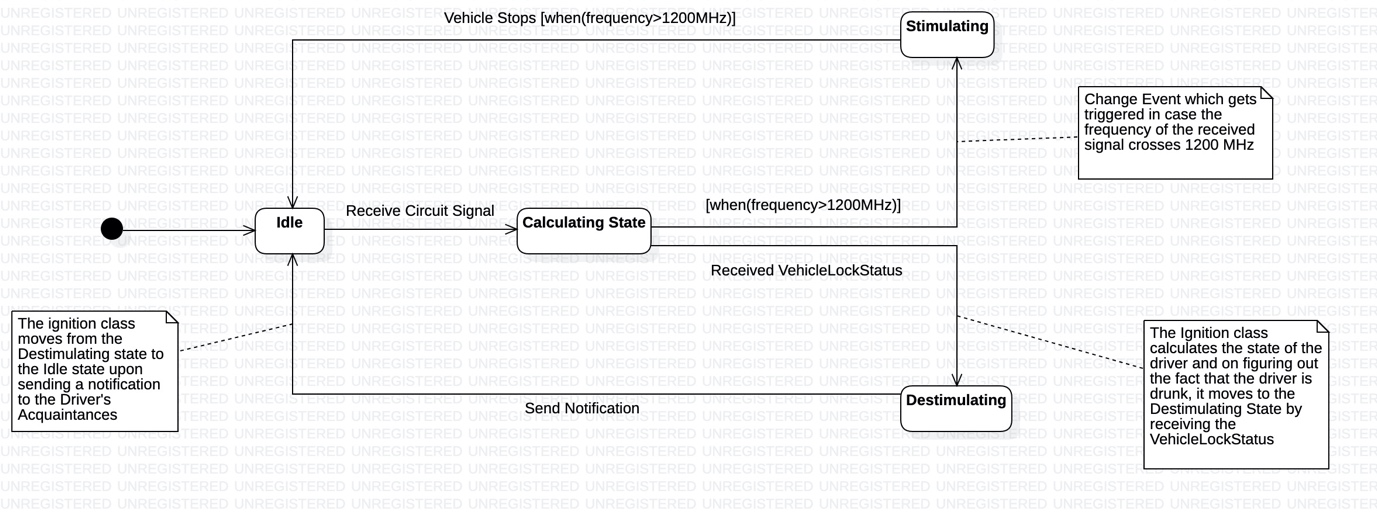 Vehicle Stops [when(frequency>1200MHz)]
Stimulating
Change Event which gets
triggered in case the
frequency of the received
signal crosses 1200 MHz
Idle
Receive Circuit Signal
Calculating State
[when(frequency>1200MHz)]
Received VehicleLockStatus
The ignition class
moves from the
Destimulating state to
the Idle state upon
sending a notification
to the Driver's
Acquaintances
The Ignition class
calculates the state of the
driver and on figuring out
the fact that the driver is
drunk, it moves to the
Destimulating State by
receiving the
VehicleLockStatus
Destimulating
Send Notification
UNREGISTERED